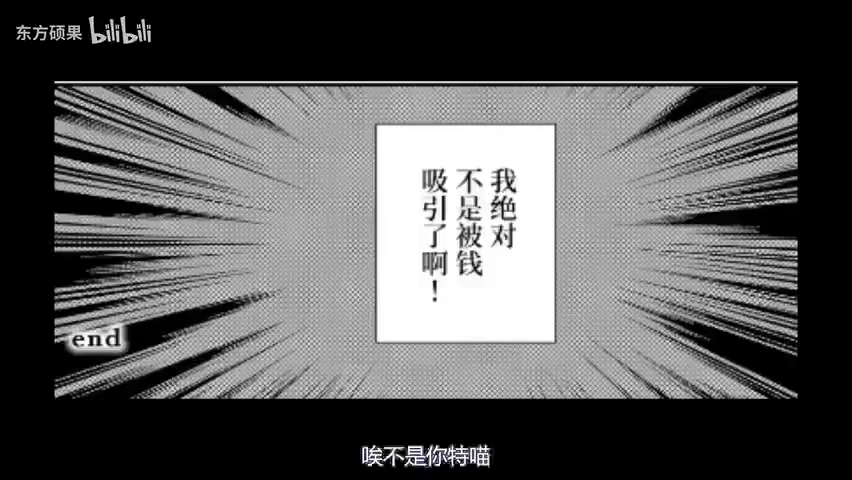 东方硕果 bilibili
我绝对
不是被钱
吸引了啊！
end
唉不是你特喵